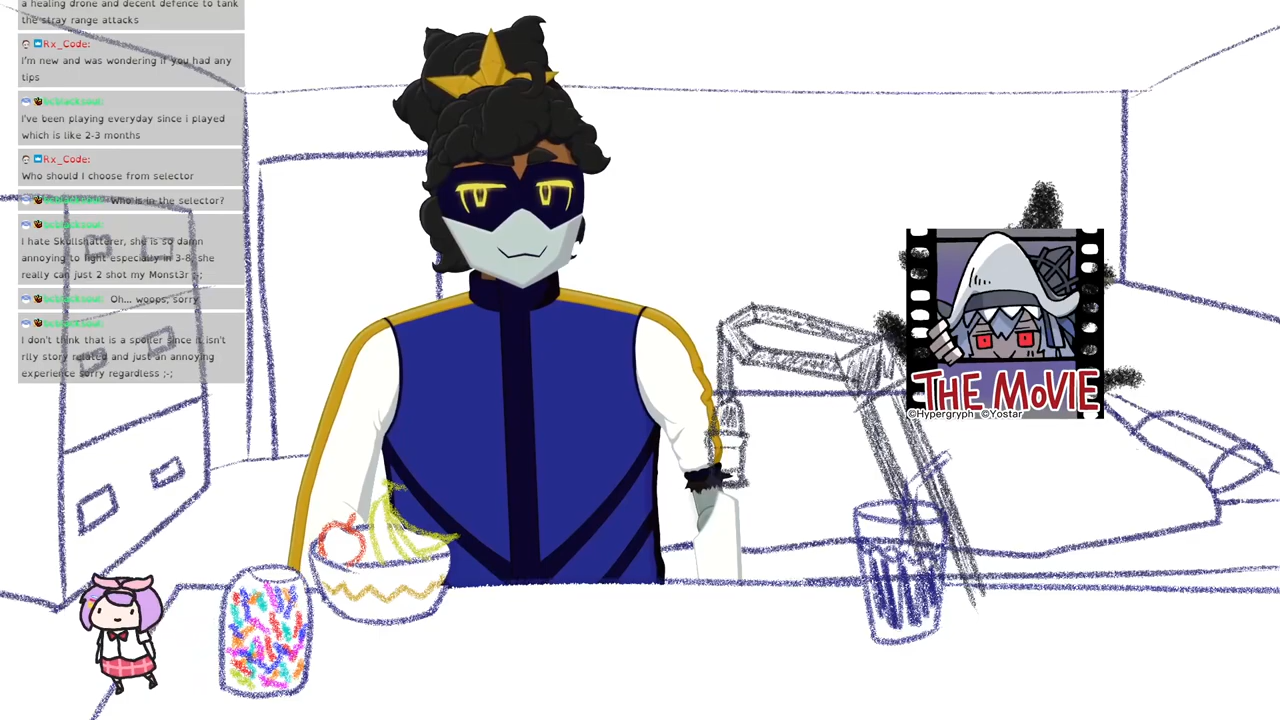 a healing drone and decent defence to tank
the stray range attacks
Rx_Code:
I'm new and was wondering if you had any
tips
I've been playing everyday since i played
which is like 2-3 months
Rx_Code:
Who should I choose from selector
Who is in the selector?
I hate Skullshatterer, she is so damn
annoying to fight especially in 3-8, she
really can just 2 shot my Monst3r ;-;
Oh... woops, sorry
I don't think that is a spoiler since it isn't
rlly story related and just an annoying
experience sorry regardless ;-;
THE MOVIE
©Hypergryph ©Yostar